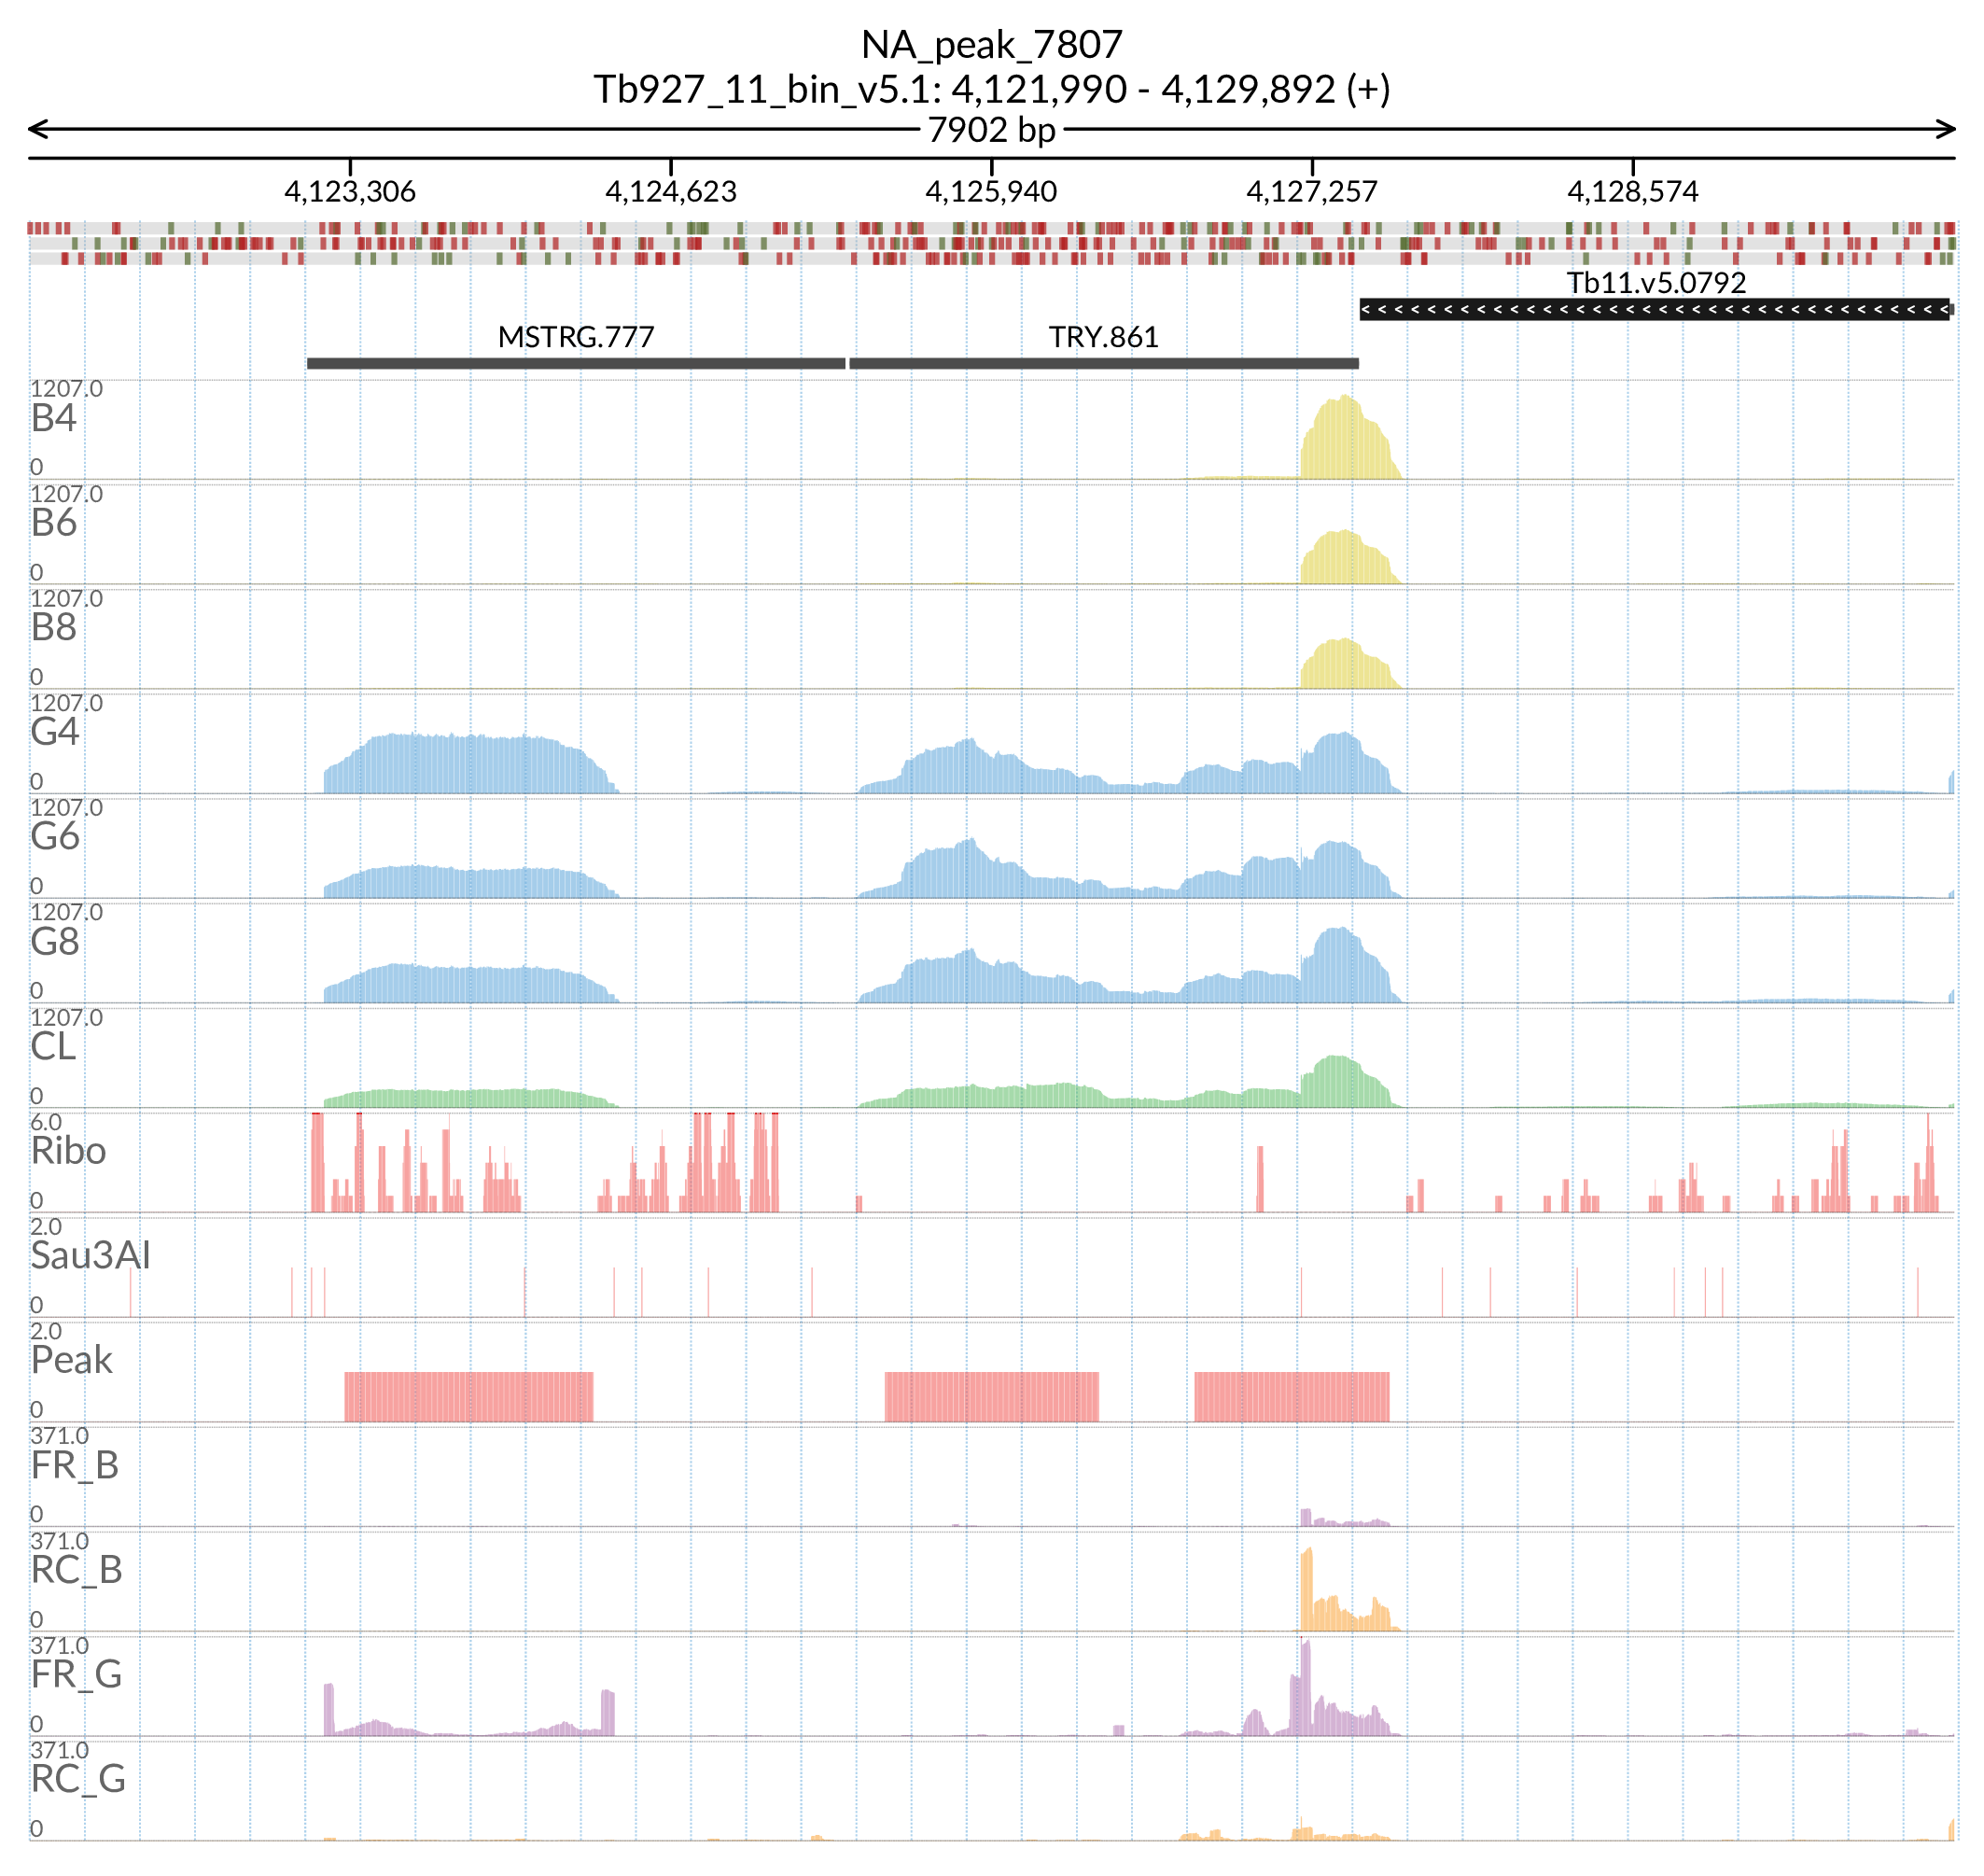 NA_peak_7807
Tb927_11_bin_v5.1: 4,121,990 - 4,129,892 (+)
7902 bp
4,123,306 4,124,623 4,125,940 4,127,257 4,128,574
Tb11.v5.0792
MSTRG.777 TRY.861
1207.0
B4
0
1207.0
B6
0
1207.0
B8
0
1207.0
G4
0
1207.0
G6
0
1207.0
G8
0
1207.0
CL
0
6.0
Ribo
0
2.0
Sau3AI
0
2.0
Peak
0
371.0
FR_B
0
371.0
RC_B
0
371.0
FR_G
0
371.0
RC_G
0